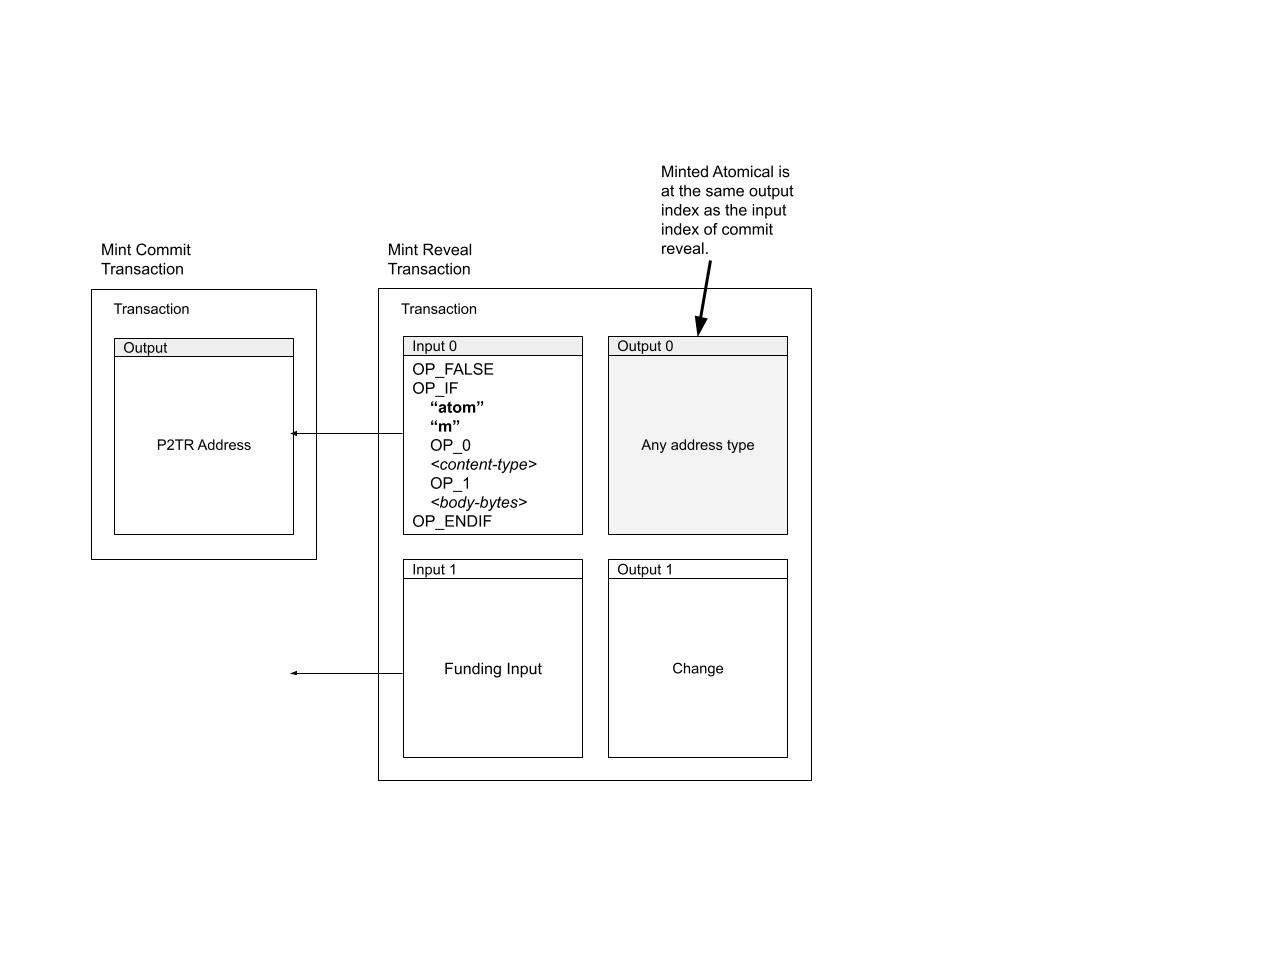 Minted Atomical is
at the same output
index as the input
index of commit
reveal.
Mint Commit
Transaction
Transaction
Output
P2TR Address
Mint Reveal
Transaction
Transaction
Input 0
OP_FALSE
OP_IF
“atom”
“m”
OP_0
<content-type>
OP_1
<body-bytes>
OP_ENDIF
Output 0
Any address type
Input 1
Funding Input
Output 1
Change